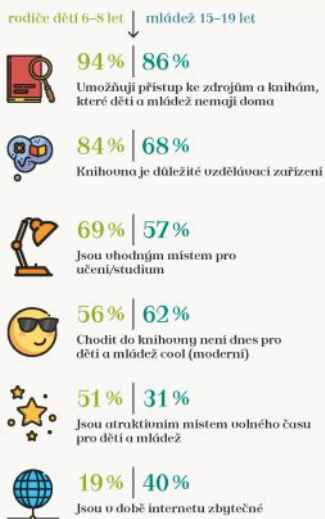 rodiče dětí 6–8 let | mládež 15–19 let
94 % | 86 %
Umožňují přístup ke zdrojům a knihám,
které děti a mládež nemají doma
84 % | 68 %
Knihovna je důležité vzdělávací zařízení
69 % | 57 %
Jsou vhodným místem pro
učení/studium
56 % | 62 %
Chodit do knihovny není dnes pro
děti a mládež cool (moderní)
51 % | 31 %
Jsou atraktivním místem volného času
pro děti a mládež
19 % | 40 %
Jsou v době internetu zbytečné